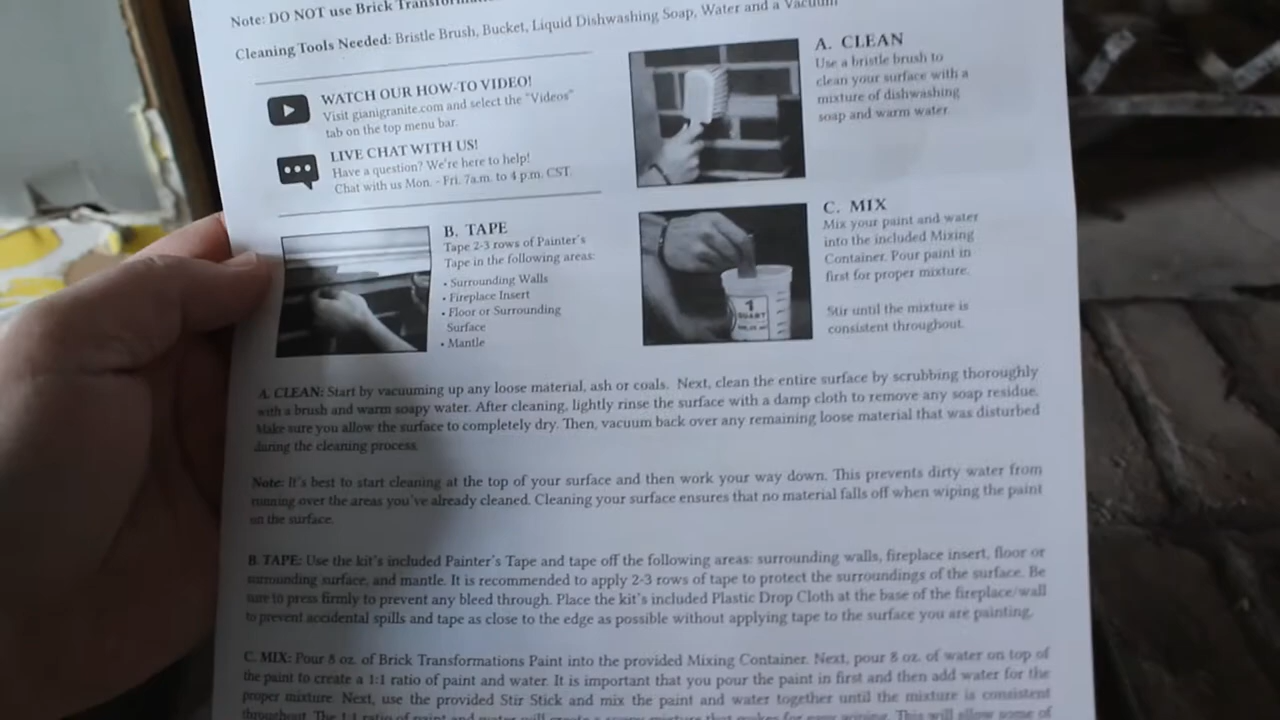 Note: DO NOT use Brick
Cleaning Tools Needed: Bristle Brush, Bucket, Liquid Dishwashing Soap, Water and a Vacuum
WATCH OUR HOW-TO VIDEO!
Visit gianigranite.com and select the "Videos"
tab on the top menu bar.
LIVE CHAT WITH US!
Have a question? We're here to help!
Chat with us Mon. - Fri. 7a.m. to 4 p.m. CST.
A. CLEAN
Use a bristle brush to
clean your surface with a
mixture of dishwashing
soap and warm water.
B. TAPE
Tape 2-3 rows of Painter's
Tape in the following areas:
• Surrounding Walls
• Fireplace Insert
• Floor or Surrounding
Surface
• Mantle
1
QUART
C. MIX
Mix your paint and water
into the included Mixing
Container. Pour paint in
first for proper mixture.
Stir until the mixture is
consistent throughout.
A. CLEAN: Start by vacuuming up any loose material, ash or coals. Next, clean the entire surface by scrubbing thoroughly
with a brush and warm soapy water. After cleaning, lightly rinse the surface with a damp cloth to remove any soap residue.
Make sure you allow the surface to completely dry. Then, vacuum back over any remaining loose material that was disturbed
during the cleaning process.
Note: It's best to start cleaning at the top of your surface and then work your way down. This prevents dirty water from
running over the areas you've already cleaned. Cleaning your surface ensures that no material falls off when wiping the paint
on the surface.
B. TAPE: Use the kit's included Painter's Tape and tape off the following areas: surrounding walls, fireplace insert, floor or
surrounding surface, and mantle. It is recommended to apply 2-3 rows of tape to protect the surroundings of the surface. Be
sure to press firmly to prevent any bleed through. Place the kit's included Plastic Drop Cloth at the base of the fireplace/wall
to prevent accidental spills and tape as close to the edge as possible without applying tape to the surface you are painting.
C. MIX: Pour 8 oz. of Brick Transformations Paint into the provided Mixing Container. Next, pour 8 oz. of water on top of
the paint to create a 1:1 ratio of paint and water. It is important that you pour the paint in first and then add water for the
proper mixture. Next, use the provided Stir Stick and mix the paint and water together until the mixture is consistent
throughout. The 1:1 ratio of paint and water will create a mixture that makes for easy wiping. This will allow some of